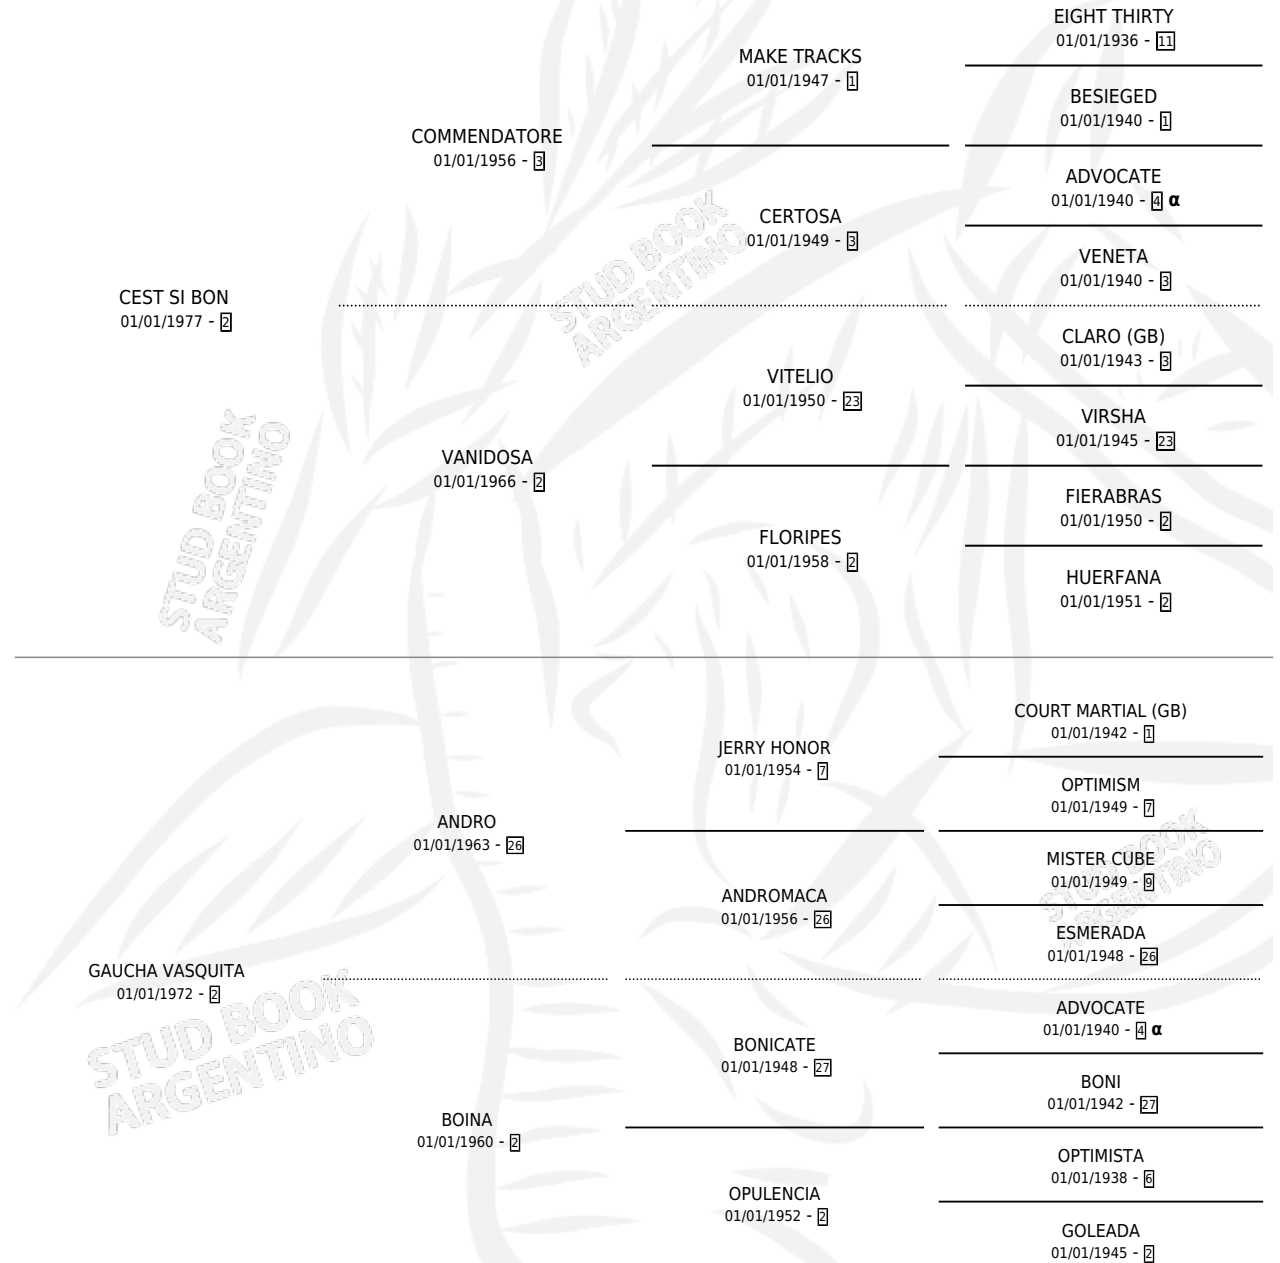 EIGHT THIRTY
01/01/1936 - 11
MAKE TRACKS
01/01/1947 - 1
BESIEGED
01/01/1940 - 1
COMMENDATORE
01/01/1956 - 3
ADVOCATE
01/01/1940 - 4 α
CERTOSA
01/01/1949 - 3
VENETA
01/01/1940 - 3
CEST SI BON
01/01/1977 - 2
CLARO (GB)
01/01/1943 - 3
VITELIO
01/01/1950 - 23
VIRSHA
01/01/1945 - 23
VANIDOSA
01/01/1966 - 2
FIERABRAS
01/01/1950 - 2
FLORIPES
01/01/1958 - 2
HUERFANA
01/01/1951 - 2
STUD BOOK
ARGENTINO
STUD BOOK
ARGENTINO
COURT MARTIAL (GB)
01/01/1942 - 1
JERRY HONOR
01/01/1954 - 7
OPTIMISM
01/01/1949 - 7
ANDRO
01/01/1963 - 26
MISTER CUBE
01/01/1949 - 9
ANDROMACA
01/01/1956 - 26
ESMERADA
01/01/1948 - 26
GAUCHA VASQUITA
01/01/1972 - 2
ADVOCATE
01/01/1940 - 4 α
BONICATE
01/01/1948 - 27
BONI
01/01/1942 - 27
BOINA
01/01/1960 - 2
OPTIMISTA
01/01/1938 - 6
OPULENCIA
01/01/1952 - 2
GOLEADA
01/01/1945 - 2
STUD BOOK
ARGENTINO
STUD BOOK
ARGENTINO